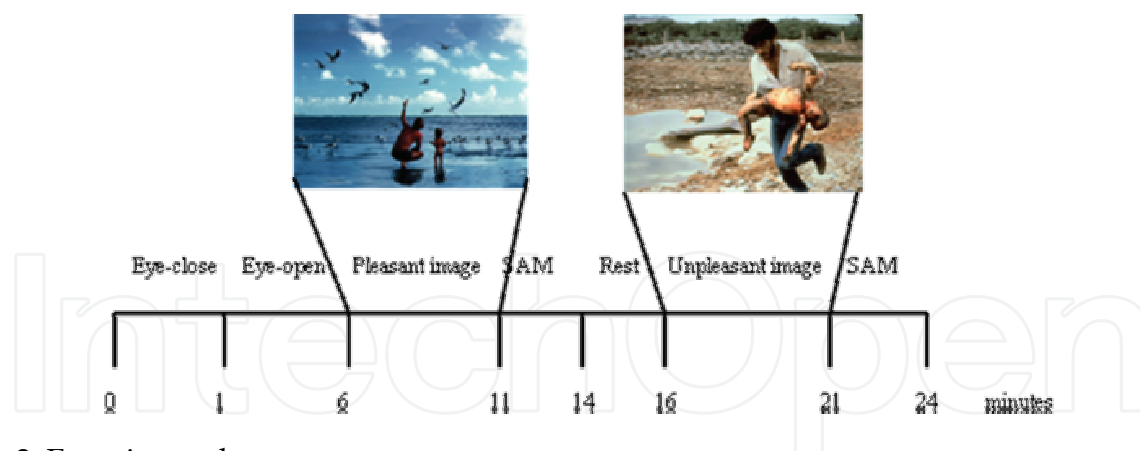 Eye-close Eye-open Pleasant image SAM Rest Unpleasant image SAM
0 1 6 11 14 16 21 24 minutes
IntechOpen